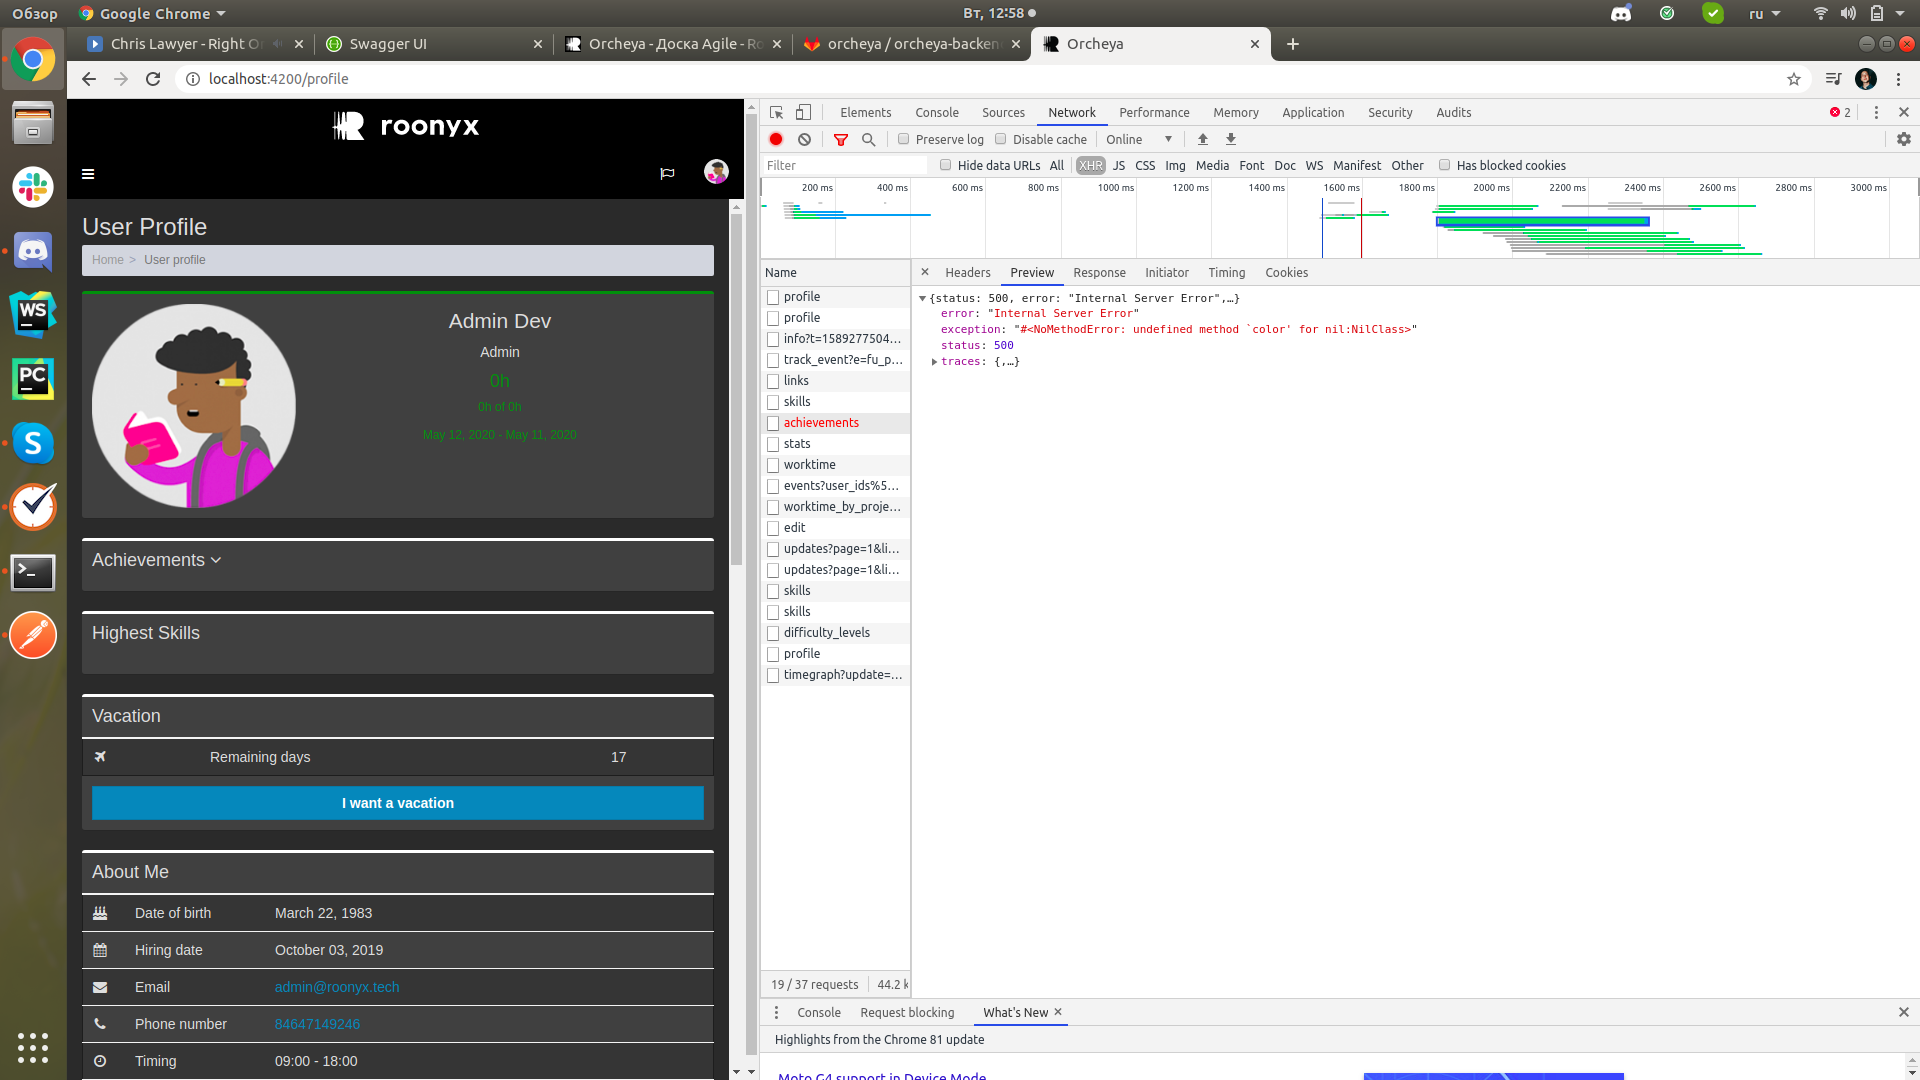 Обзор
Google Chrome
Вт, 12:58
ru
Chris Lawyer - Right O
Swagger UI
Orcheya - Доска Agile - Ro
orcheya / orcheya-backen
Orcheya
localhost:4200/profile
roonyx
User Profile
Home > User profile
Admin Dev
Admin
0h
0h of 0h
May 12, 2020 - May 11, 2020
Achievements
Highest Skills
Vacation
Remaining days 17
I want a vacation
About Me
Date of birth March 22, 1983
Hiring date October 03, 2019
Email admin@roonyx.tech
Phone number 84647149246
Timing 09:00 - 18:00
Elements Console Sources Network Performance Memory Application Security Audits 2
Preserve log Disable cache Online
Filter Hide data URLs All XHR JS CSS Img Media Font Doc WS Manifest Other Has blocked cookies
200 ms 400 ms 600 ms 800 ms 1000 ms 1200 ms 1400 ms 1600 ms 1800 ms 2000 ms 2200 ms 2400 ms 2600 ms 2800 ms 3000 ms
Name
profile
profile
info?t=1589277504...
track_event?e=fu_p...
links
skills
achievements
stats
worktime
events?user_ids%5...
worktime_by_proje...
edit
updates?page=1&li...
updates?page=1&li...
skills
skills
difficulty_levels
profile
timegraph?update=...
19 / 37 requests 44.2 k
Headers Preview Response Initiator Timing Cookies
{status: 500, error: "Internal Server Error",…}
error: "Internal Server Error"
exception: "#<NoMethodError: undefined method `color' for nil:NilClass>"
status: 500
traces: {,…}
Console Request blocking What's New
Highlights from the Chrome 81 update
Moto G4 support in Device Mode
WS
PC
S